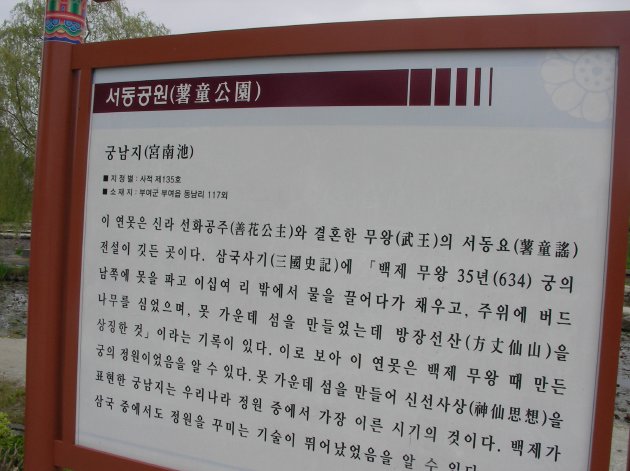 서동공원(薯童公園)
궁남지(宮南池)
■ 지 정 별 : 사적 제135호
■ 소 재 지 : 부여군 부여읍 동남리 117외
이 연못은 신라 선화공주(善花公主)와 결혼한 무왕(武王)의 서동요(薯童謠)
전설이 깃든 곳이다. 삼국사기(三國史記)에 「백제 무왕 35년(634) 궁의
남쪽에 못을 파고 이십여 리 밖에서 물을 끌어다가 채우고, 주위에 버드
나무를 심었으며, 못 가운데 섬을 만들었는데 방장선산(方丈仙山)을
상징한 것」이라는 기록이 있다. 이로 보아 이 연못은 백제 무왕 때 만든
궁의 정원이었음을 알 수 있다. 못 가운데 섬을 만들어 신선사상(神仙思想)을
표현한 궁남지는 우리나라 정원 중에서 가장 이른 시기의 것이다. 백제가
삼국 중에서도 정원을 꾸미는 기술이 뛰어났었음을 알 수 있다